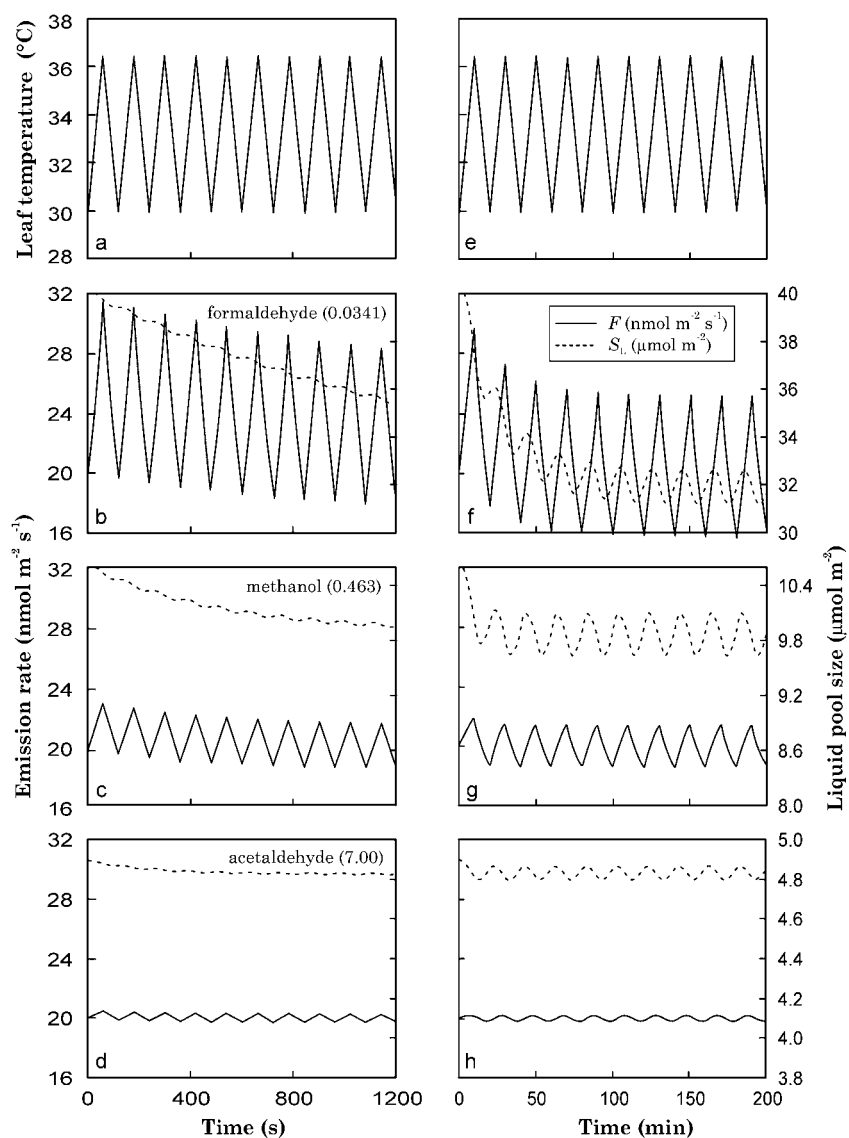 Leaf temperature (°C)
38
36
34
32
30
28
a
e
32
28
24
20
16
b
formaldehyde (0.0341)
F (nmol m⁻² s⁻¹)
S_L (µmol m⁻²)
f
40
38
36
34
32
30
Emission rate (nmol m⁻² s⁻¹)
32
28
22
20
16
c
methanol (0.463)
g
10.4
9.8
9.2
8.6
8.0
Liquid pool size (µmol m⁻²)
32
28
24
20
16
d
acetaldehyde (7.00)
h
5.0
4.8
4.6
4.4
4.2
4.0
3.8
0 400 800 1200
0 50 100 150 200
Time (s)
Time (min)